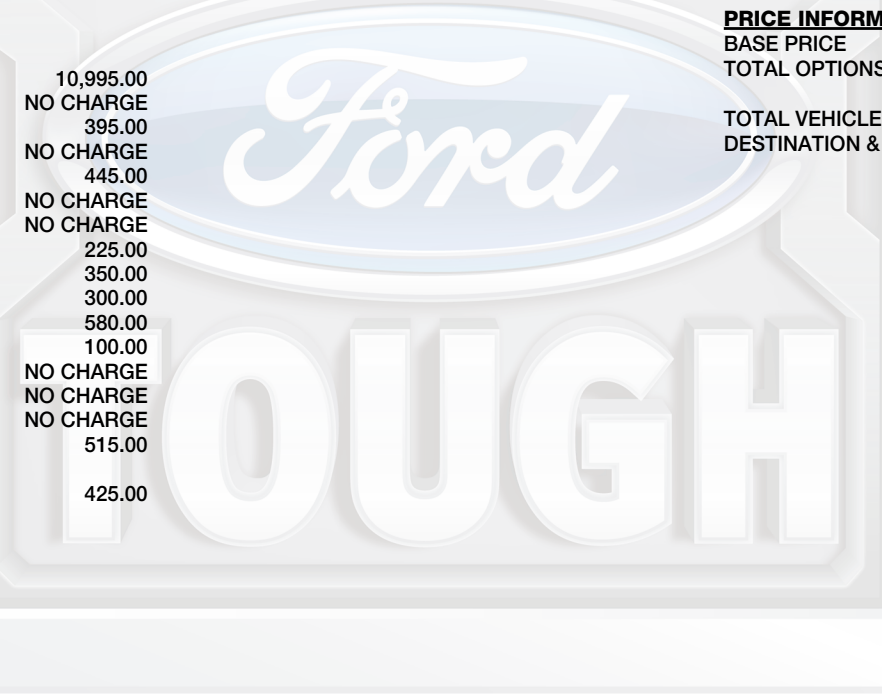 10,995.00
NO CHARGE
395.00
NO CHARGE
445.00
NO CHARGE
NO CHARGE
225.00
350.00
300.00
580.00
100.00
NO CHARGE
NO CHARGE
NO CHARGE
515.00
425.00
PRICE INFORM
BASE PRICE
TOTAL OPTIONS
TOTAL VEHICLE
DESTINATION &
Ford
TOUGH